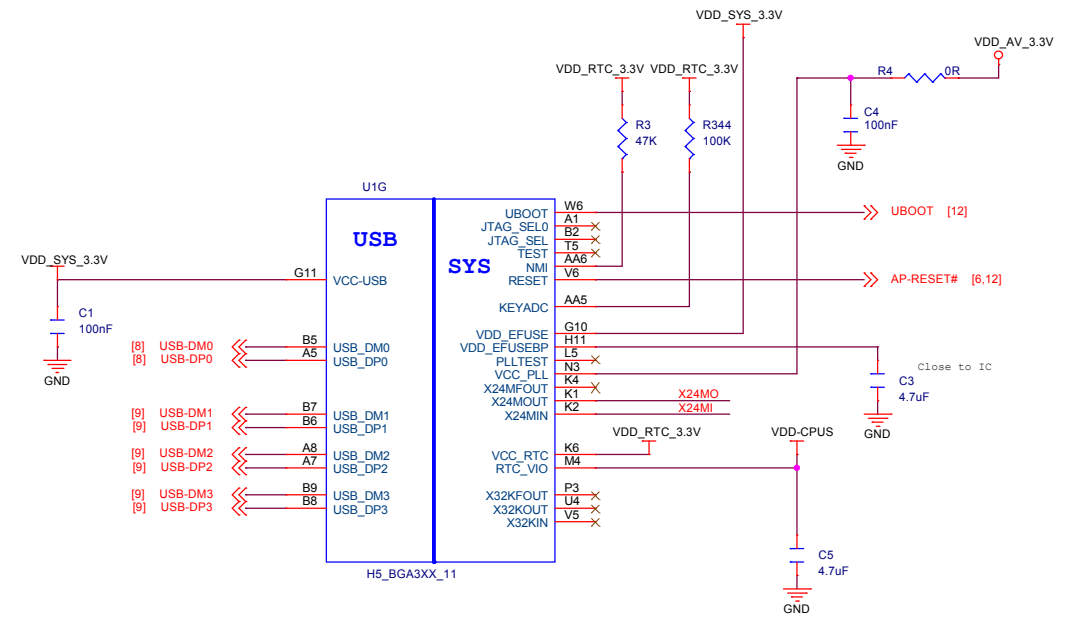 VDD_SYS_3.3V
VDD_AV_3.3V
VDD_RTC_3.3V VDD_RTC_3.3V
R4 0R
C4
100nF
R3
47K
R344
100K
GND
U1G
USB
SYS
UBOOT W6 UBOOT [12]
JTAG_SEL0 A1
JTAG_SEL B2
TEST T5
NMI AA6
RESET V6 AP-RESET# [6,12]
VDD_SYS_3.3V
G11 VCC-USB
KEYADC AA5
C1
100nF
GND
VDD_EFUSE G10
VDD_EFUSEBP H11
PLLTEST L5
VCC_PLL N3
X24MFOUT K4
X24MOUT K1 X24MO
X24MIN K2 X24MI
Close to IC
C3
4.7uF
GND
[8] USB-DM0 B5 USB_DM0
[8] USB-DP0 A5 USB_DP0
[9] USB-DM1 B7 USB_DM1
[9] USB-DP1 B6 USB_DP1
[9] USB-DM2 A8 USB_DM2
[9] USB-DP2 A7 USB_DP2
[9] USB-DM3 B9 USB_DM3
[9] USB-DP3 B8 USB_DP3
VDD_RTC_3.3V
VDD-CPUS
VCC_RTC K6
RTC_VIO M4
X32KFOUT P3
X32KOUT U4
X32KIN V5
C5
4.7uF
GND
H5_BGA3XX_11